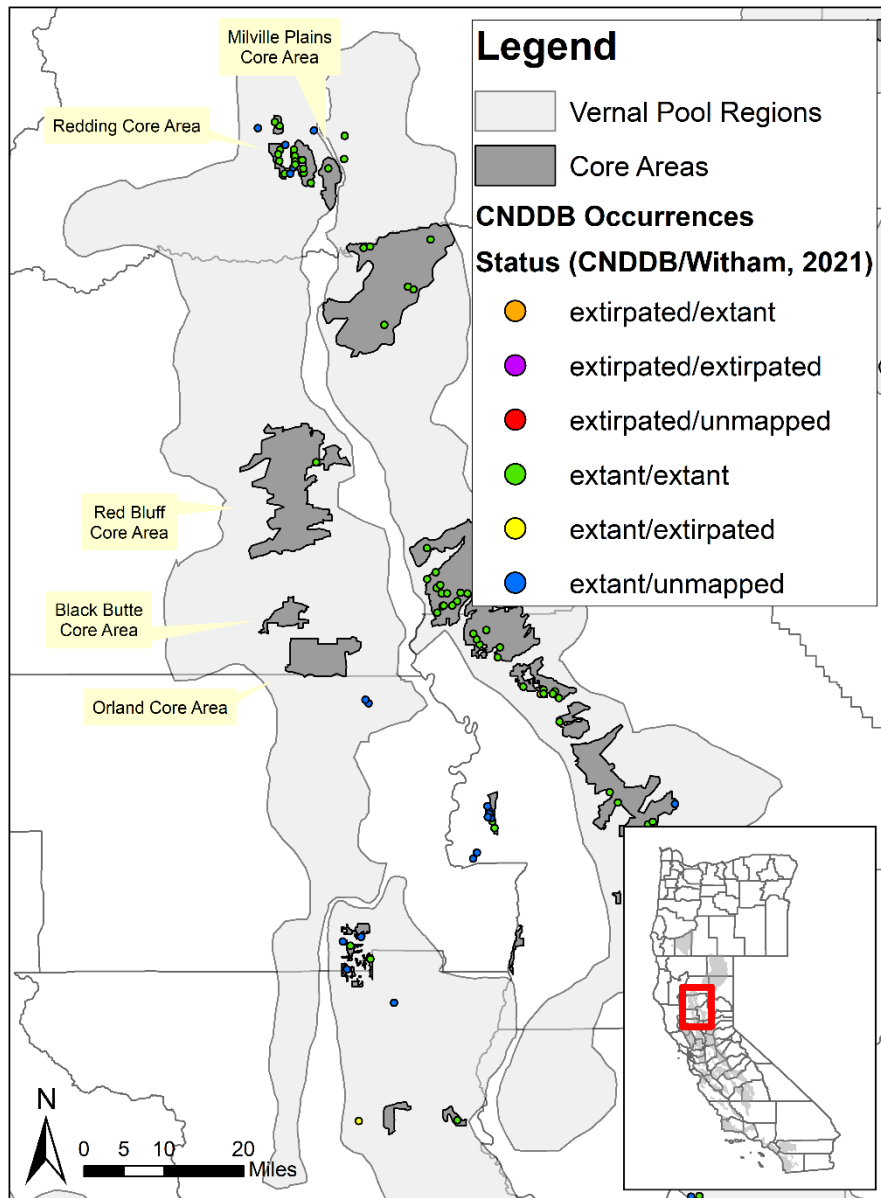 Milville Plains
Core Area
Redding Core Area
Red Bluff
Core Area
Black Butte
Core Area
Orland Core Area
Legend
Vernal Pool Regions
Core Areas
CNDDB Occurrences
Status (CNDDB/Witham, 2021)
extirpated/extant
extirpated/extirpated
extirpated/unmapped
extant/extant
extant/extirpated
extant/unmapped
N
0 5 10 20
Miles